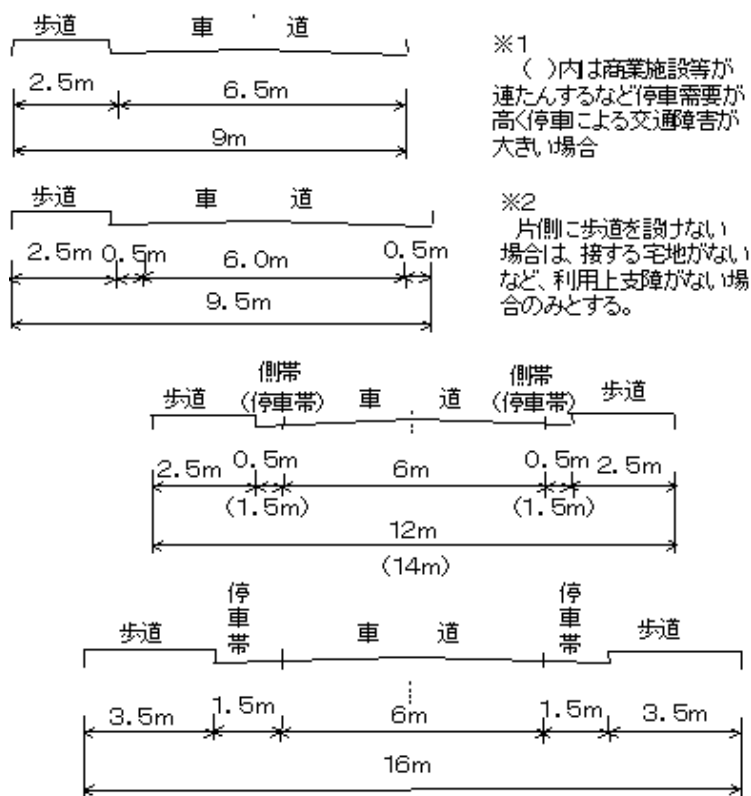 歩道 車 道
2.5m 6.5m
9m
※1
( )内は商業施設等が
連たんするなど停車需要が
高く停車による交通障害が
大きい場合
歩道 車 道
2.5m 0.5m 6.0m 0.5m
9.5m
※2
片側に歩道を設けない
場合は、接する宅地がない
など、利用上支障がない場
合のみとする。
側帯 側帯
歩道 (停車帯) 車 道 (停車帯) 歩道
2.5m 0.5m 6m 0.5m 2.5m
(1.5m) (1.5m)
12m
(14m)
歩道 停車帯 車 道 停車帯 歩道
3.5m 1.5m 6m 1.5m 3.5m
16m